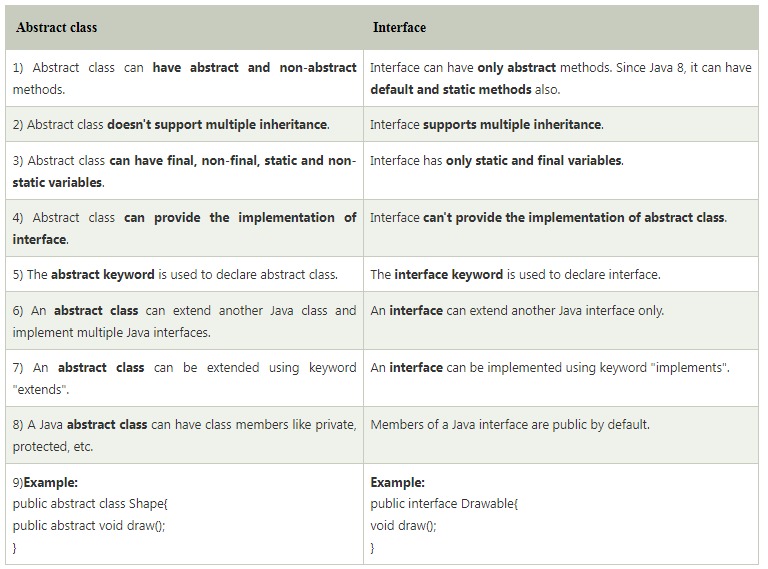 Abstract class
Interface
1) Abstract class can have abstract and non-abstract
methods.
Interface can have only abstract methods. Since Java 8, it can have
default and static methods also.
2) Abstract class doesn't support multiple inheritance.
Interface supports multiple inheritance.
3) Abstract class can have final, non-final, static and non-
static variables.
Interface has only static and final variables.
4) Abstract class can provide the implementation of
interface.
Interface can't provide the implementation of abstract class.
5) The abstract keyword is used to declare abstract class.
The interface keyword is used to declare interface.
6) An abstract class can extend another Java class and
implement multiple Java interfaces.
An interface can extend another Java interface only.
7) An abstract class can be extended using keyword
"extends".
An interface can be implemented using keyword "implements".
8) A Java abstract class can have class members like private,
protected, etc.
Members of a Java interface are public by default.
9)Example:
public abstract class Shape{
public abstract void draw();
}
Example:
public interface Drawable{
void draw();
}